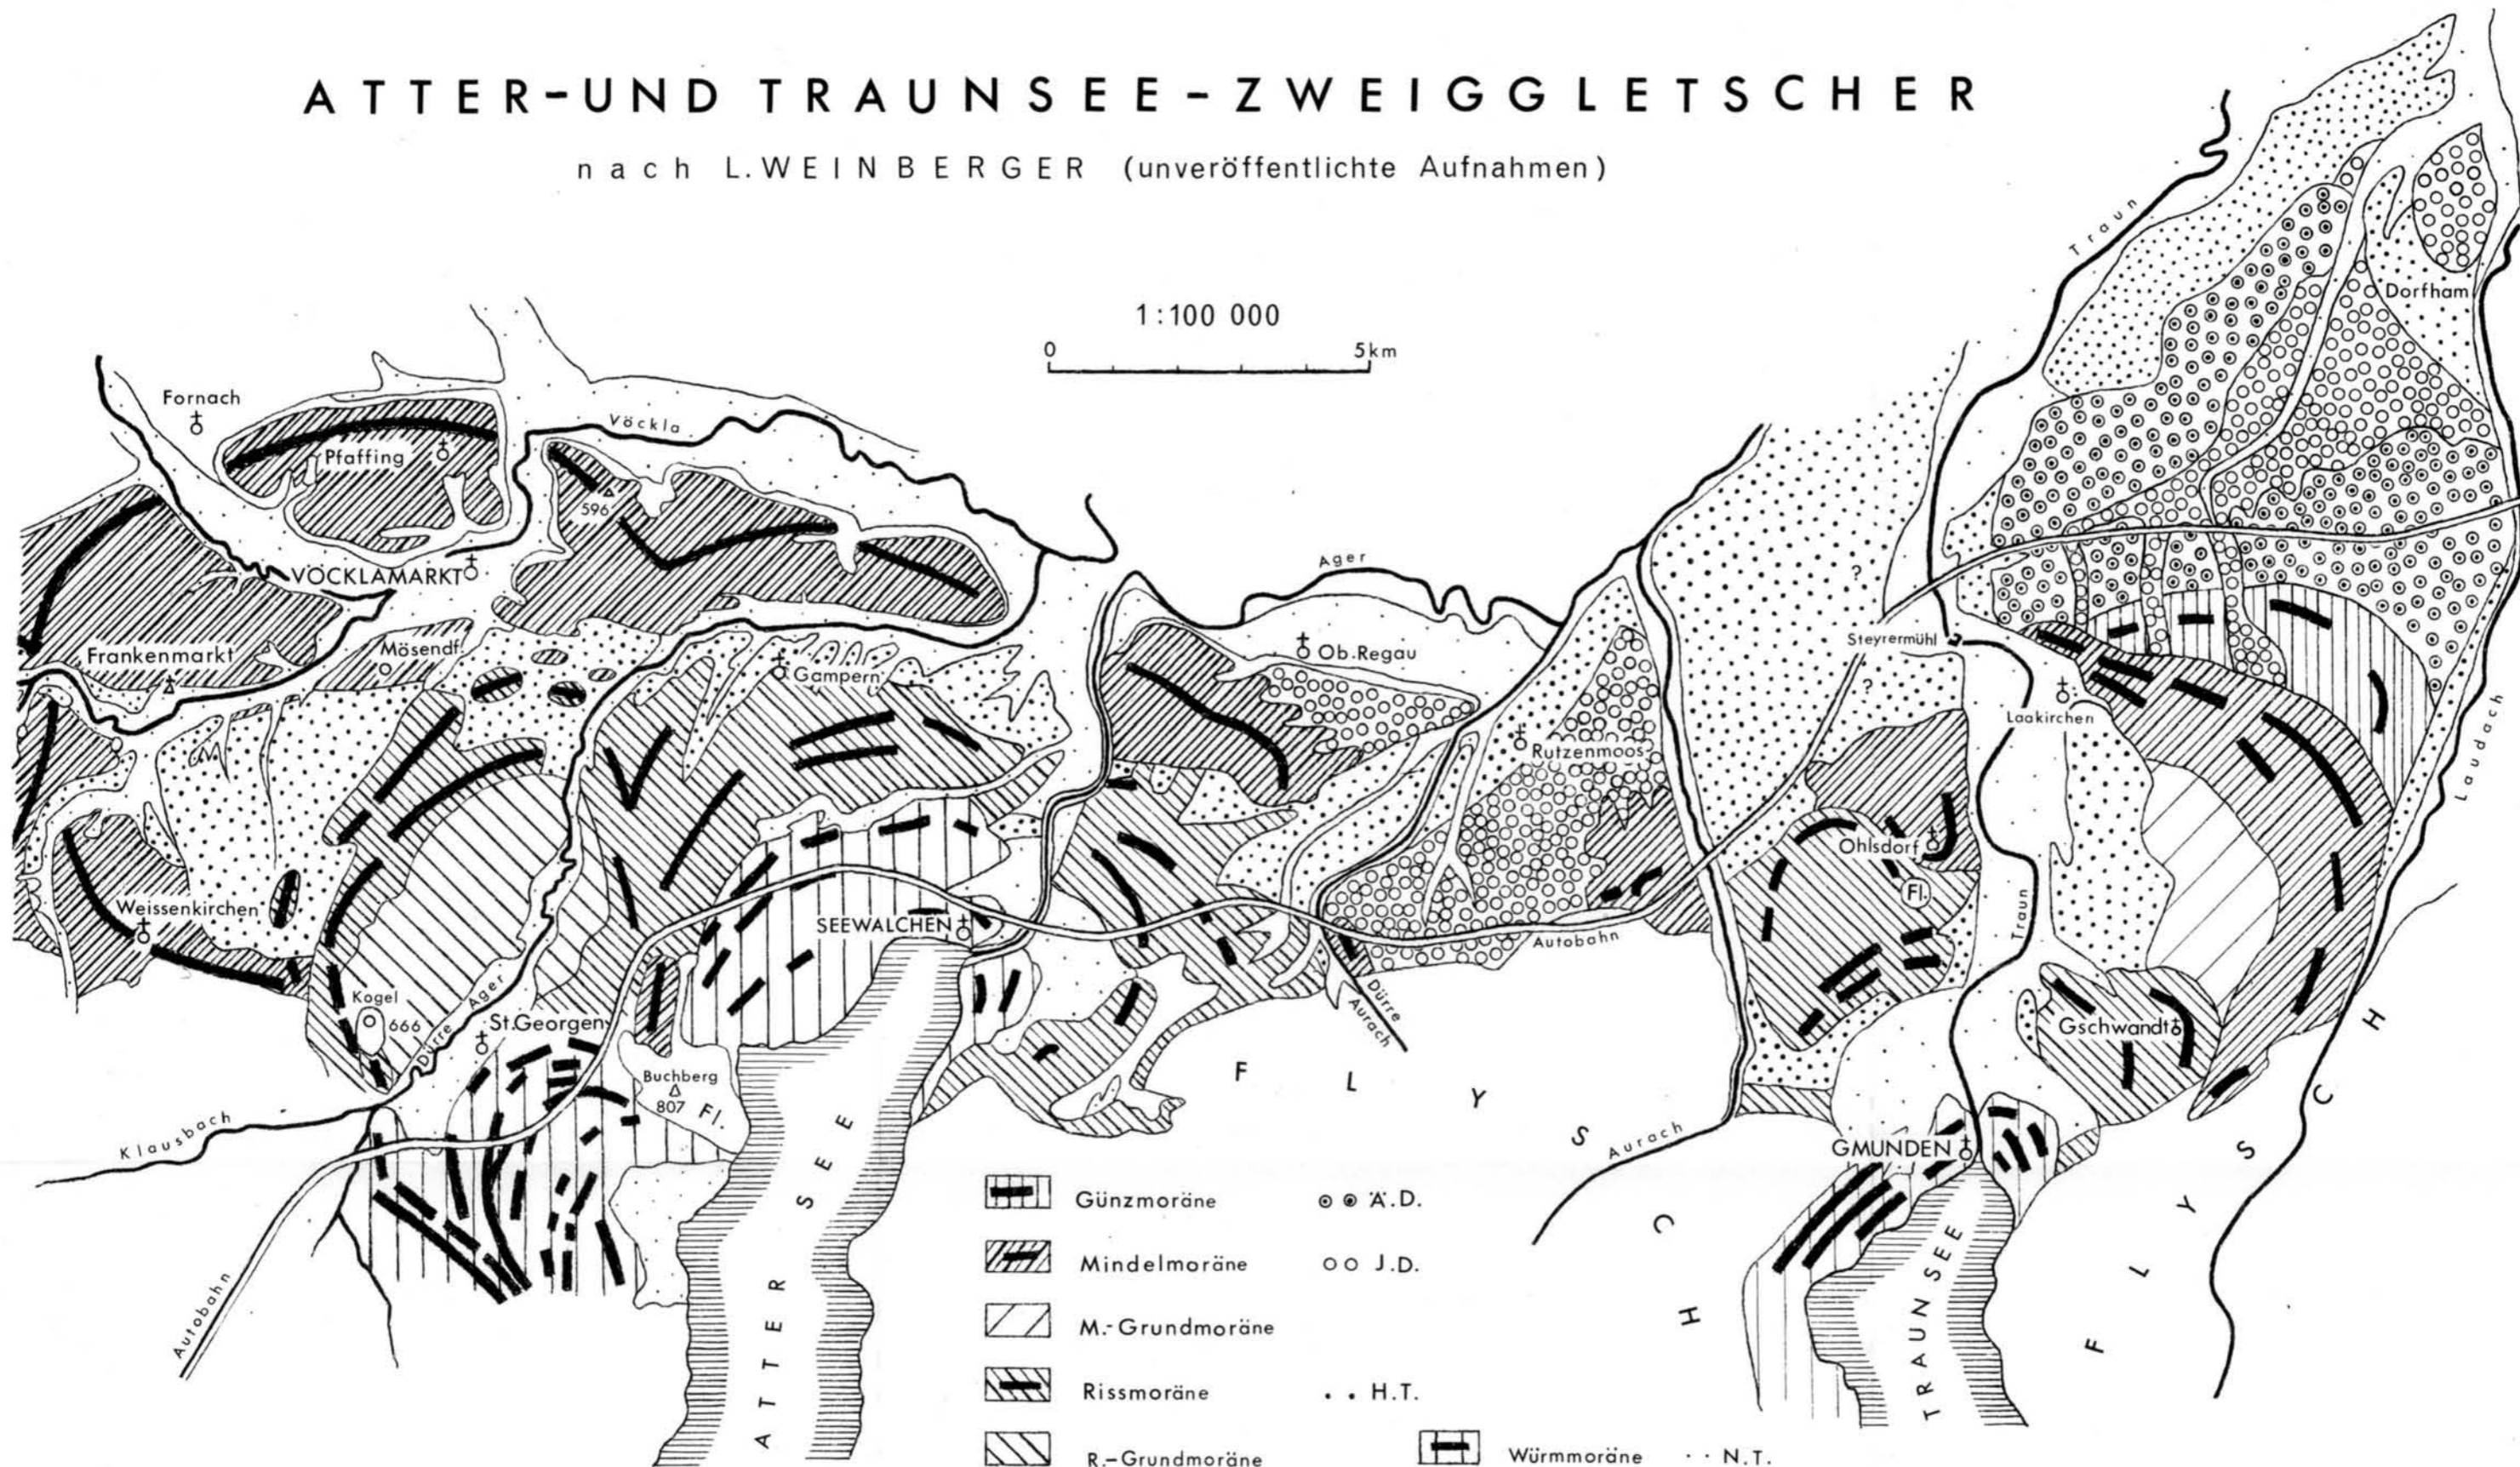 ATTER-UND TRAUNSEE-ZWEIGGLETSCHER
nach L.WEINBERGER (unveröffentlichte Aufnahmen)
1:100 000
0 5km
Traun
Dorfham
Fornach
Vöckla
Pfaffing
596
VÖCKLAMARKT
Ager
?
Steyrermühl
Frankenmarkt
Mösendf.
Gampern
Ob.Regau
?
Laakirchen
Laudach
Rutzenmoos
Ohlsdorf
Fl.
Weissenkirchen
SEEWALCHEN
Autobahn
Traun
Kogel
666
Dürre Ager
St.Georgen
Dürre
Aurach
Gschwandt
Buchberg
807 Fl.
FLYSCH
FLYSCH
Klausbach
Aurach
GMUNDEN
Autobahn
ATTER SEE
TRAUNSEE
Günzmoräne
Ä.D.
Mindelmoräne
J.D.
M.-Grundmoräne
Rissmoräne
H.T.
R.-Grundmoräne
Würmmoräne
N.T.